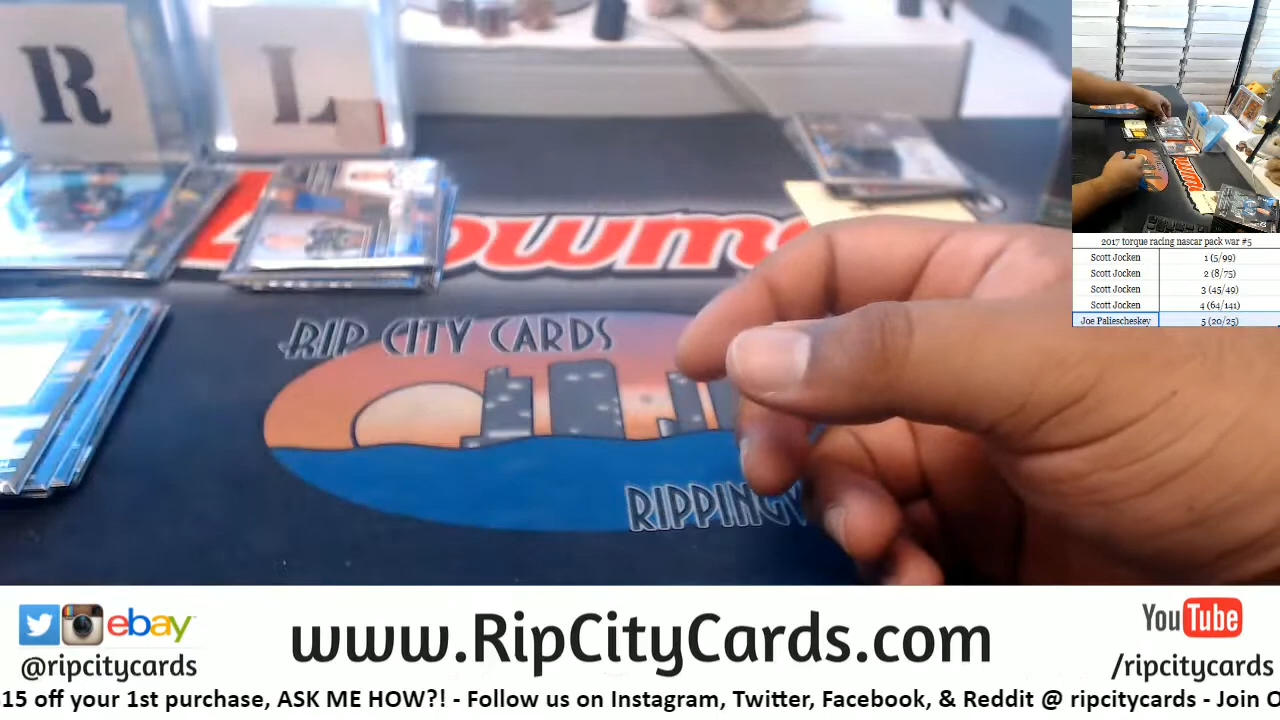 R
L
Bowma
RIP CITY CARDS
RIPPING
2017 torque racing nascar pack war #5
Scott Jocken 1 (5/99)
Scott Jocken 2 (8/75)
Scott Jocken 3 (45/49)
Scott Jocken 4 (64/141)
Joe Paliescheskey 5 (20/25)
ebay
@ripcitycards
www.RipCityCards.com
YouTube
/ripcitycards
$15 off your 1st purchase, ASK ME HOW?! - Follow us on Instagram, Twitter, Facebook, & Reddit @ ripcitycards - Join O